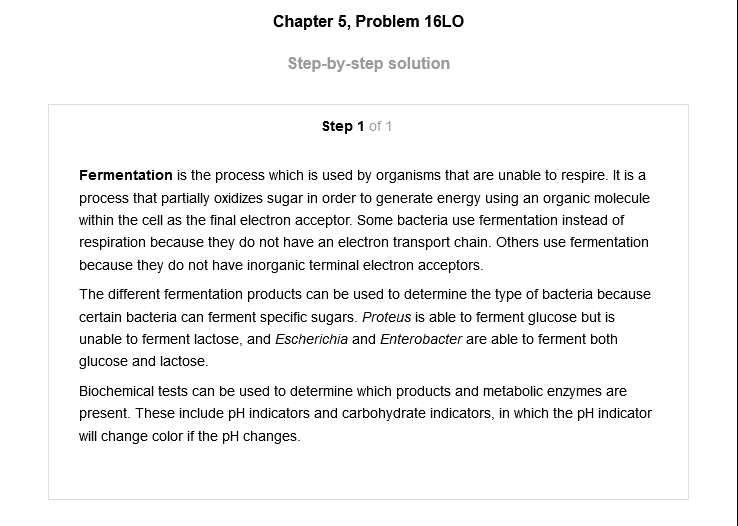 Chapter 5, Problem 16LO
Step-by-step solution
Step 1 of 1
Fermentation is the process which is used by organisms that are unable to respire. It is a
process that partially oxidizes sugar in order to generate energy using an organic molecule
within the cell as the final electron acceptor. Some bacteria use fermentation instead of
respiration because they do not have an electron transport chain. Others use fermentation
because they do not have inorganic terminal electron acceptors.
The different fermentation products can be used to determine the type of bacteria because
certain bacteria can ferment specific sugars. Proteus is able to ferment glucose but is
unable to ferment lactose, and Escherichia and Enterobacter are able to ferment both
glucose and lactose.
Biochemical tests can be used to determine which products and metabolic enzymes are
present. These include pH indicators and carbohydrate indicators, in which the pH indicator
will change color if the pH changes.